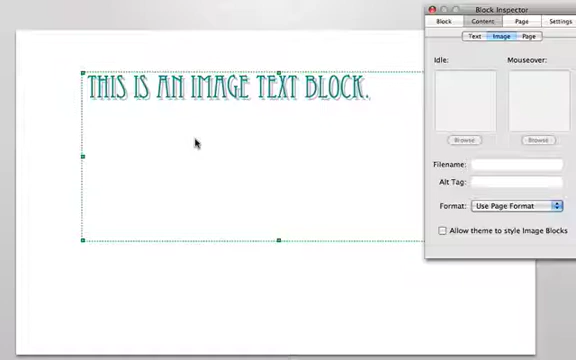 Block Inspector
Block Content Page Settings
Text Image Page
Idle: Mouseover:
THIS IS AN IMAGE TEXT BLOCK.
Browse Browse
Filename:
Alt Tag:
Format: Use Page Format
Allow theme to style Image Blocks